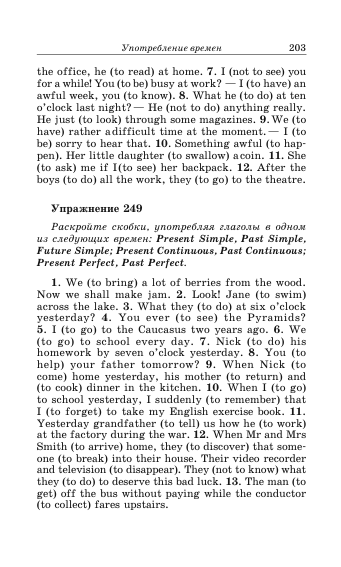 Употребление времен 203
the office, he (to read) at home. 7. I (not to see) you
for a while! You (to be) busy at work? — I (to have) an
awful week, you (to know). 8. What he (to do) at ten
o'clock last night? — He (not to do) anything really.
He just (to look) through some magazines. 9. We (to
have) rather a difficult time at the moment. — I (to
be) sorry to hear that. 10. Something awful (to hap-
pen). Her little daughter (to swallow) a coin. 11. She
(to ask) me if I (to see) her backpack. 12. After the
boys (to do) all the work, they (to go) to the theatre.
Упражнение 249
Раскройте скобки, употребляя глаголы в одном
из следующих времен: Present Simple, Past Simple,
Future Simple; Present Continuous, Past Continuous;
Present Perfect, Past Perfect.
1. We (to bring) a lot of berries from the wood.
Now we shall make jam. 2. Look! Jane (to swim)
across the lake. 3. What they (to do) at six o'clock
yesterday? 4. You ever (to see) the Pyramids?
5. I (to go) to the Caucasus two years ago. 6. We
(to go) to school every day. 7. Nick (to do) his
homework by seven o'clock yesterday. 8. You (to
help) your father tomorrow? 9. When Nick (to
come) home yesterday, his mother (to return) and
(to cook) dinner in the kitchen. 10. When I (to go)
to school yesterday, I suddenly (to remember) that
I (to forget) to take my English exercise book. 11.
Yesterday grandfather (to tell) us how he (to work)
at the factory during the war. 12. When Mr and Mrs
Smith (to arrive) home, they (to discover) that some-
one (to break) into their house. Their video recorder
and television (to disappear). They (not to know) what
they (to do) to deserve this bad luck. 13. The man (to
get) off the bus without paying while the conductor
(to collect) fares upstairs.